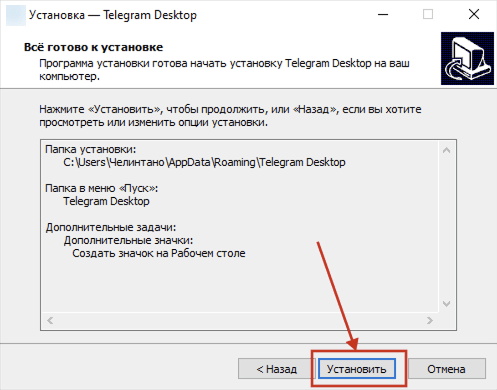 Установка — Telegram Desktop
Всё готово к установке
Программа установки готова начать установку Telegram Desktop на ваш
компьютер.
Нажмите «Установить», чтобы продолжить, или «Назад», если вы хотите
просмотреть или изменить опции установки.
Папка установки:
C:\Users\Челинтано\AppData\Roaming\Telegram Desktop
Папка в меню «Пуск»:
Telegram Desktop
Дополнительные задачи:
Дополнительные значки:
Создать значок на Рабочем столе
< Назад
Установить
Отмена